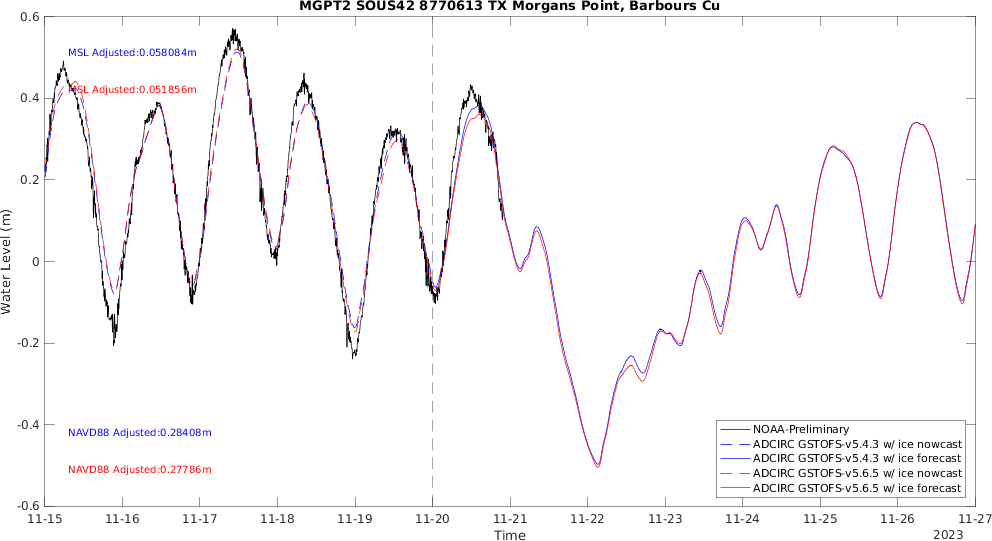 MGPT2 SOUS42 8770613 TX Morgans Point, Barbours Cu
0.6
0.4
0.2
0
-0.2
-0.4
-0.6
Water Level (m)
MSL Adjusted:0.058084m
MSL Adjusted:0.051856m
NAVD88 Adjusted:0.28408m
NAVD88 Adjusted:0.27786m
NOAA-Preliminary
ADCIRC GSTOFS-v5.4.3 w/ ice nowcast
ADCIRC GSTOFS-v5.4.3 w/ ice forecast
ADCIRC GSTOFS-v5.6.5 w/ ice nowcast
ADCIRC GSTOFS-v5.6.5 w/ ice forecast
11-15 11-16 11-17 11-18 11-19 11-20 11-21 11-22 11-23 11-24 11-25 11-26 11-27
Time
2023